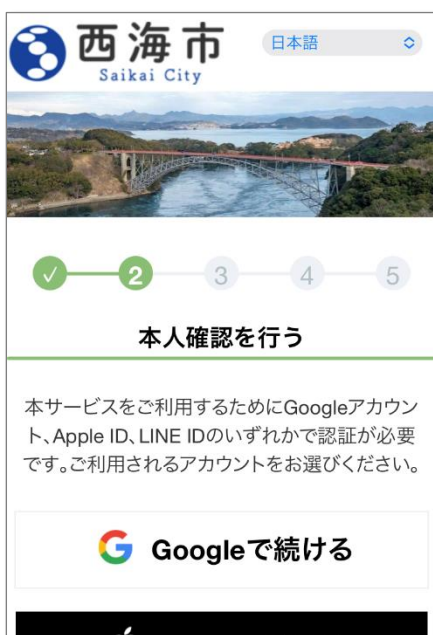 西海市
Saikai City
日本語
2
3
4
5
本人確認を行う
本サービスをご利用するためにGoogleアカウン
ト、Apple ID、LINE IDのいずれかで認証が必要
です。ご利用されるアカウントをお選びください。
Googleで続ける